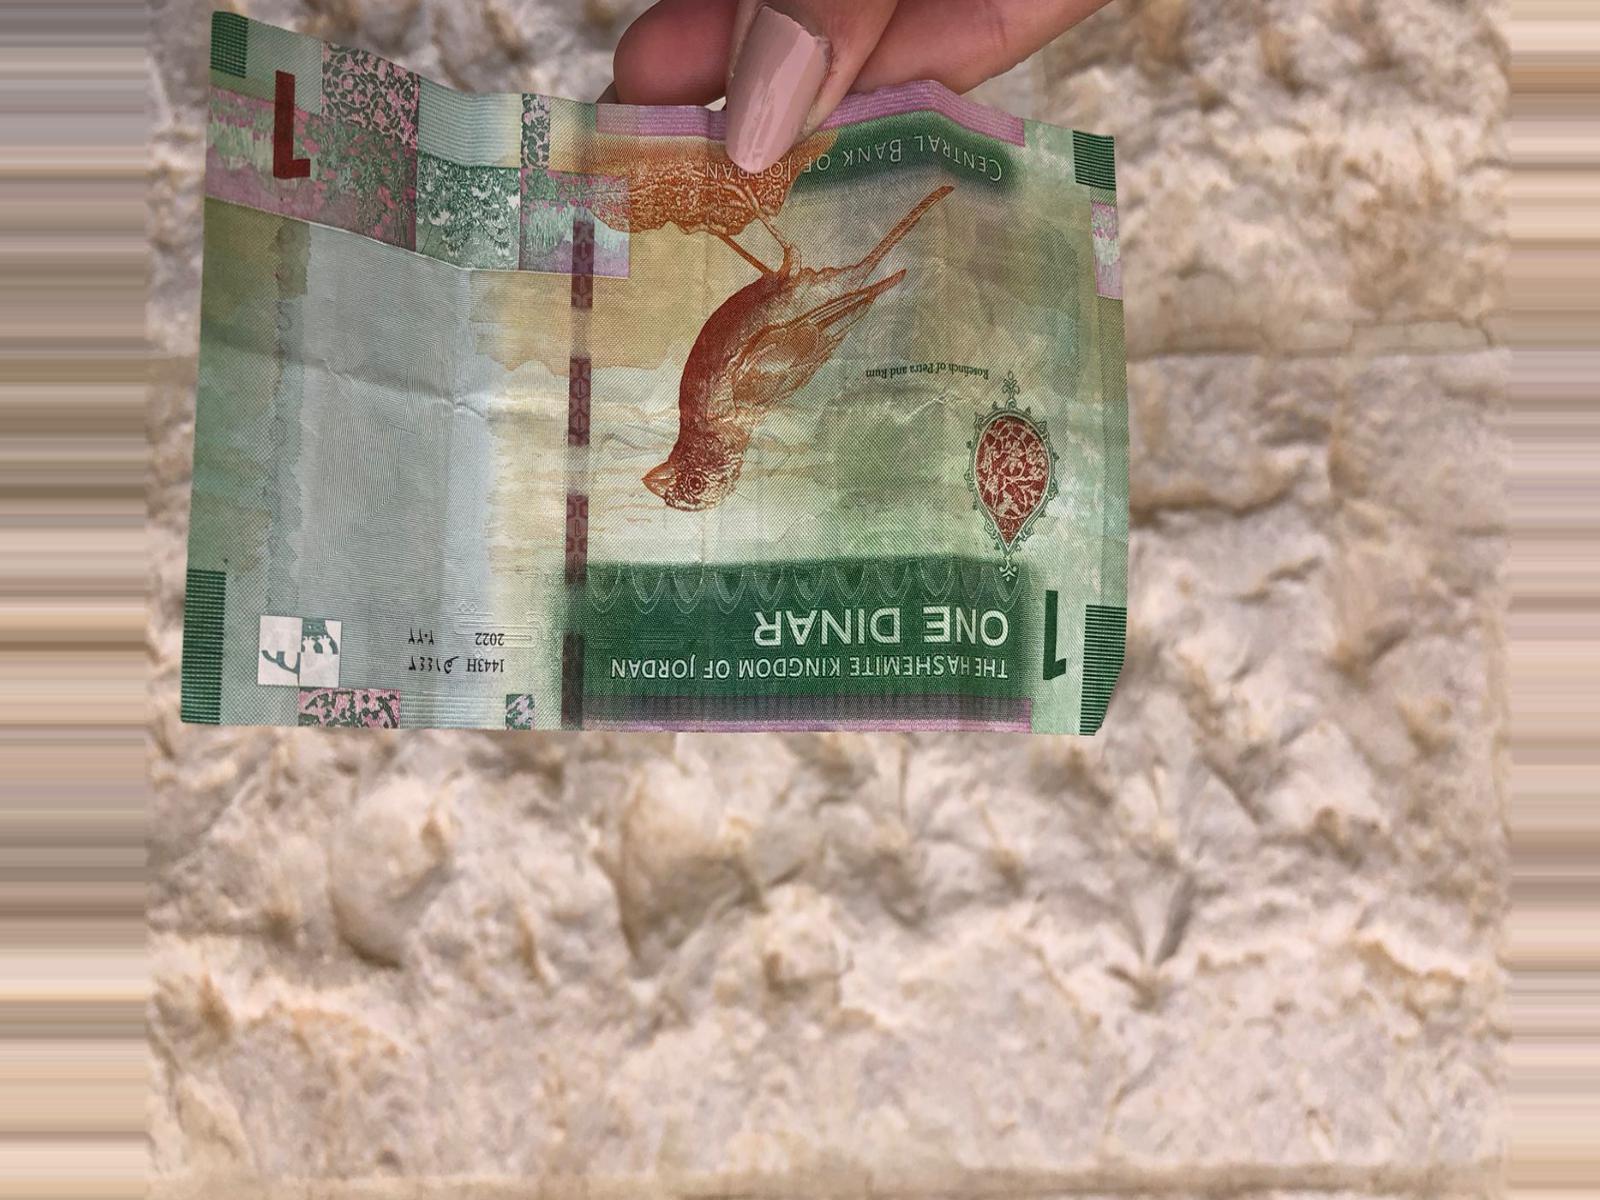 THE HASHEMITE KINGDOM OF JORDAN
ONE DINAR
1
1443H ١٤٤٣هـ
2022 ٢٠٢٢
Rosefinch of Petra and Rum
CENTRAL BANK OF JORDAN
1